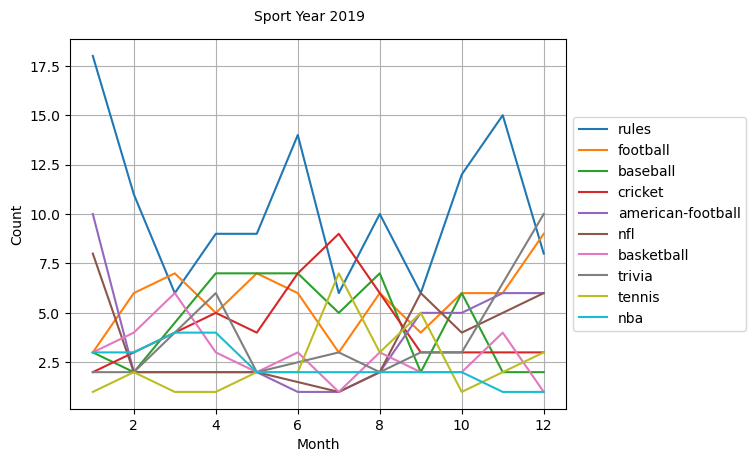 Sport Year 2019
Count
17.5
15.0
12.5
10.0
7.5
5.0
2.5
2
4
6
8
10
12
Month
rules
football
baseball
cricket
american-football
nfl
basketball
trivia
tennis
nba